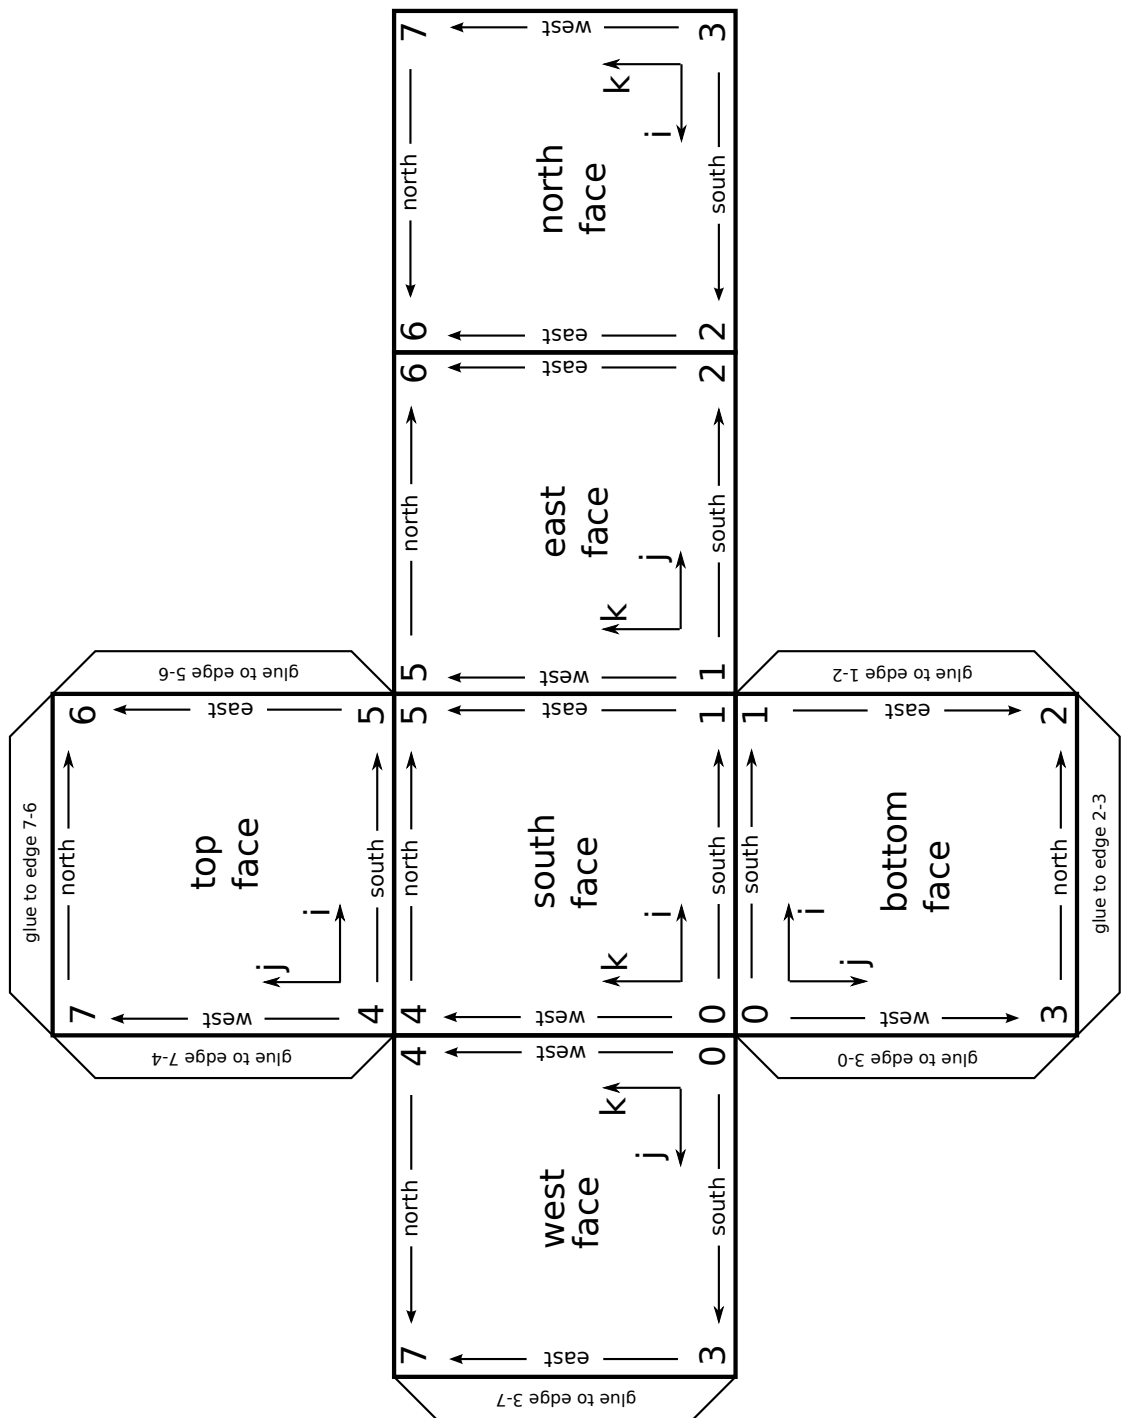 7
west
3
k
i
north
south
north
face
6
east
2
6
east
2
north
south
east
face
j
k
5
west
1
glue to edge 5-6
glue to edge 1-2
6
east
5
5
east
1
1
east
2
glue to edge 7-6
north
top
face
south
i
j
7
west
4
north
south
face
south
i
k
4
west
0
south
bottom
face
north
i
j
0
west
3
glue to edge 2-3
glue to edge 7-4
glue to edge 3-0
4
west
0
k
j
north
south
west
face
7
east
3
glue to edge 3-7